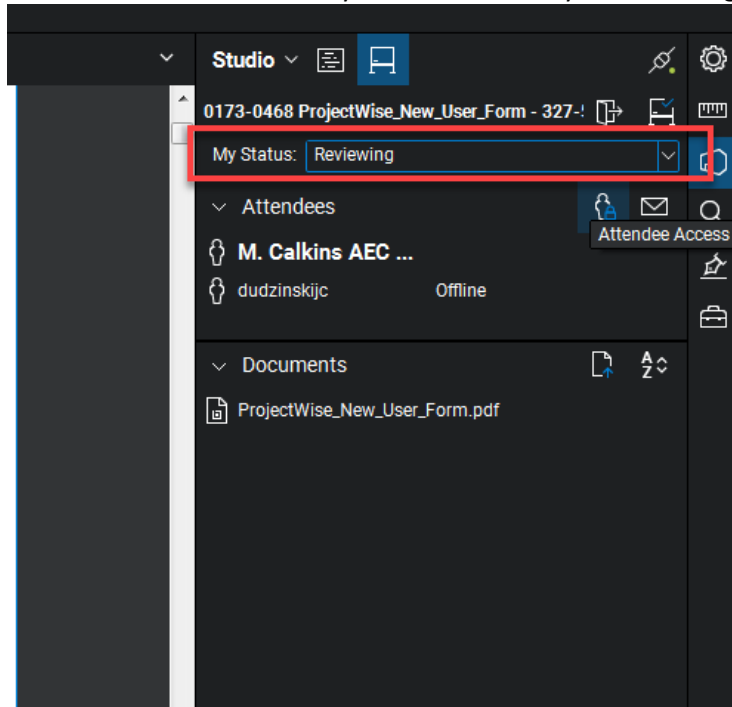 Studio
0173-0468 ProjectWise_New_User_Form - 327-
My Status: Reviewing
Attendees
Attendee Access
M. Calkins AEC ...
dudzinskijc Offline
Documents
A
Z
ProjectWise_New_User_Form.pdf